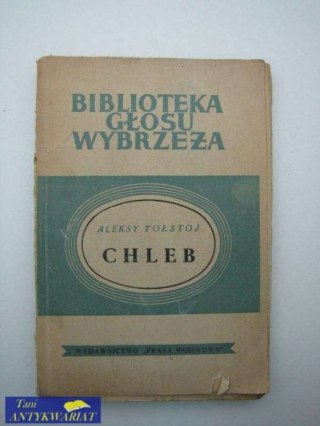 BIBLIOTEKA
GŁOSU
WYBRZEŻA
ALEKSY TOŁSTOJ
CHLEB
WYDAWNICTWO „PRASA WOJSKOWA"
Tani
ANTYKWARIAT